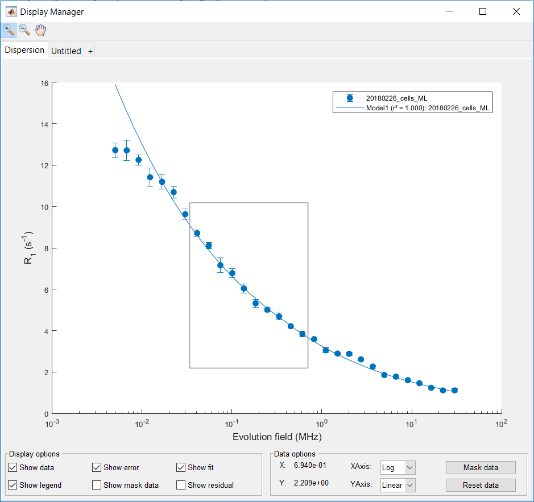 Display Manager
Dispersion Untitled +
20180226_cells_ML
Model1 (r² = 1.000): 20180226_cells_ML
16
14
12
10
8
6
4
2
0
R1 (s-1)
10-3 10-2 10-1 100 101 102
Evolution field (MHz)
Display options
Show data Show error Show fit
Show legend Show mask data Show residual
Data options
X: 6.940e-01 XAxis: Log Mask data
Y: 2.209e+00 YAxis: Linear Reset data